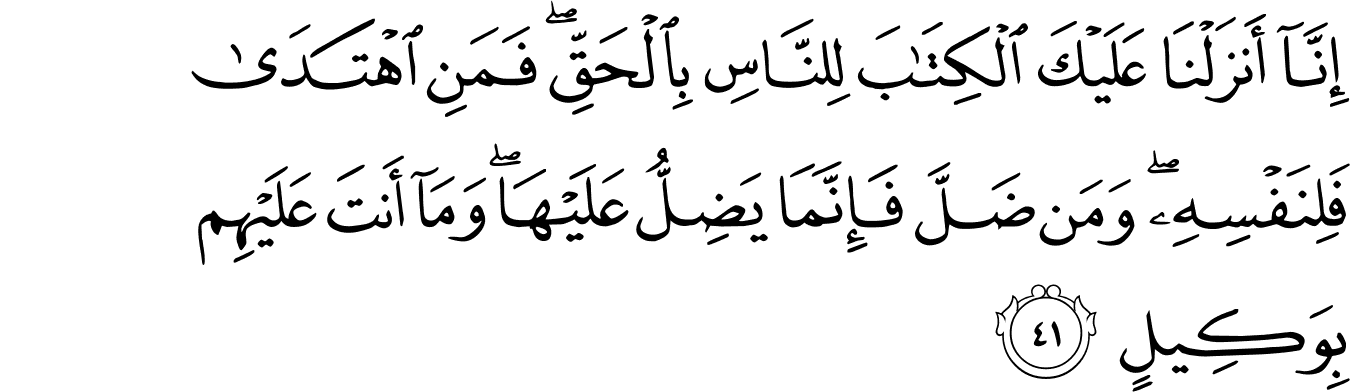 إِنَّآ أَنزَلْنَا عَلَيْكَ ٱلْكِتَٰبَ لِلنَّاسِ بِٱلْحَقِّ ۖ فَمَنِ ٱهْتَدَىٰ
فَلِنَفْسِهِۦ ۖ وَمَن ضَلَّ فَإِنَّمَا يَضِلُّ عَلَيْهَا ۖ وَمَآ أَنتَ عَلَيْهِم
بِوَكِيلٍ ٤١